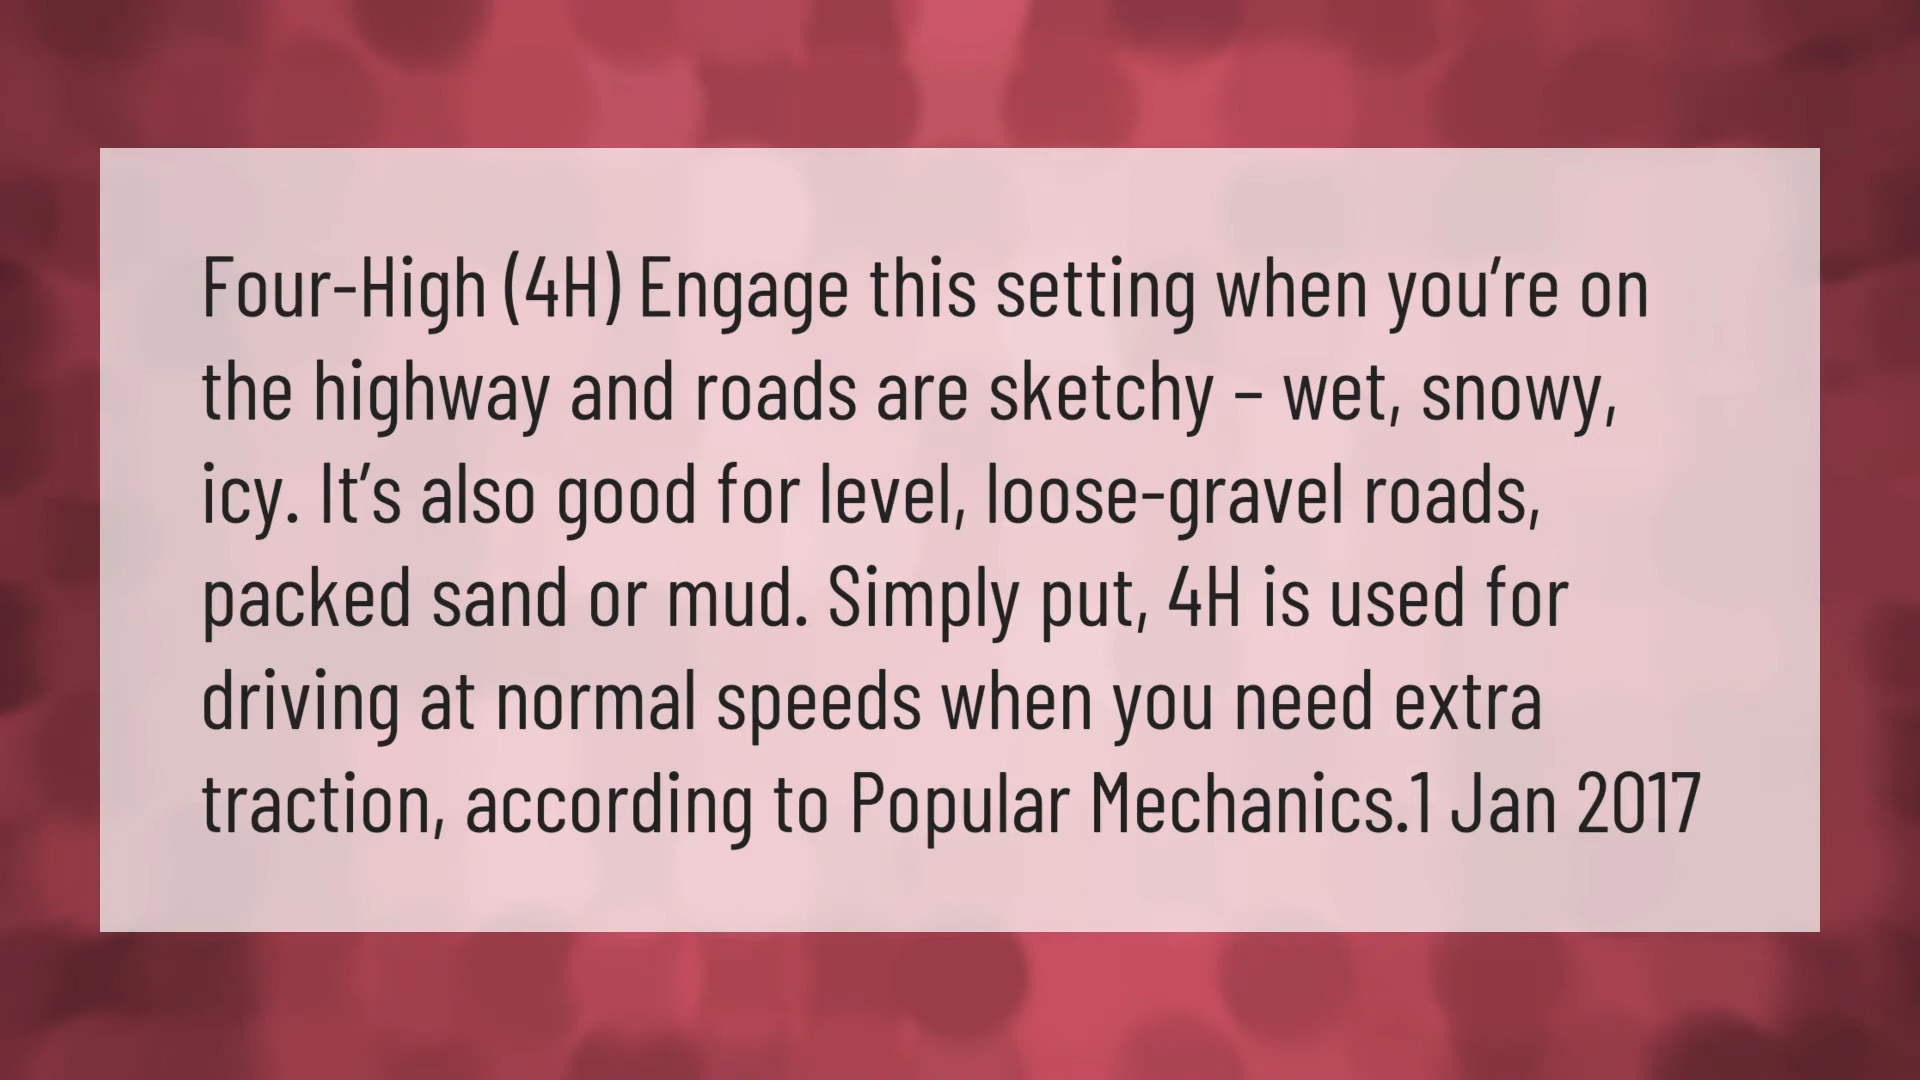 Four-High (4H) Engage this setting when you’re on
the highway and roads are sketchy – wet, snowy,
icy. It’s also good for level, loose-gravel roads,
packed sand or mud. Simply put, 4H is used for
driving at normal speeds when you need extra
traction, according to Popular Mechanics.1 Jan 2017